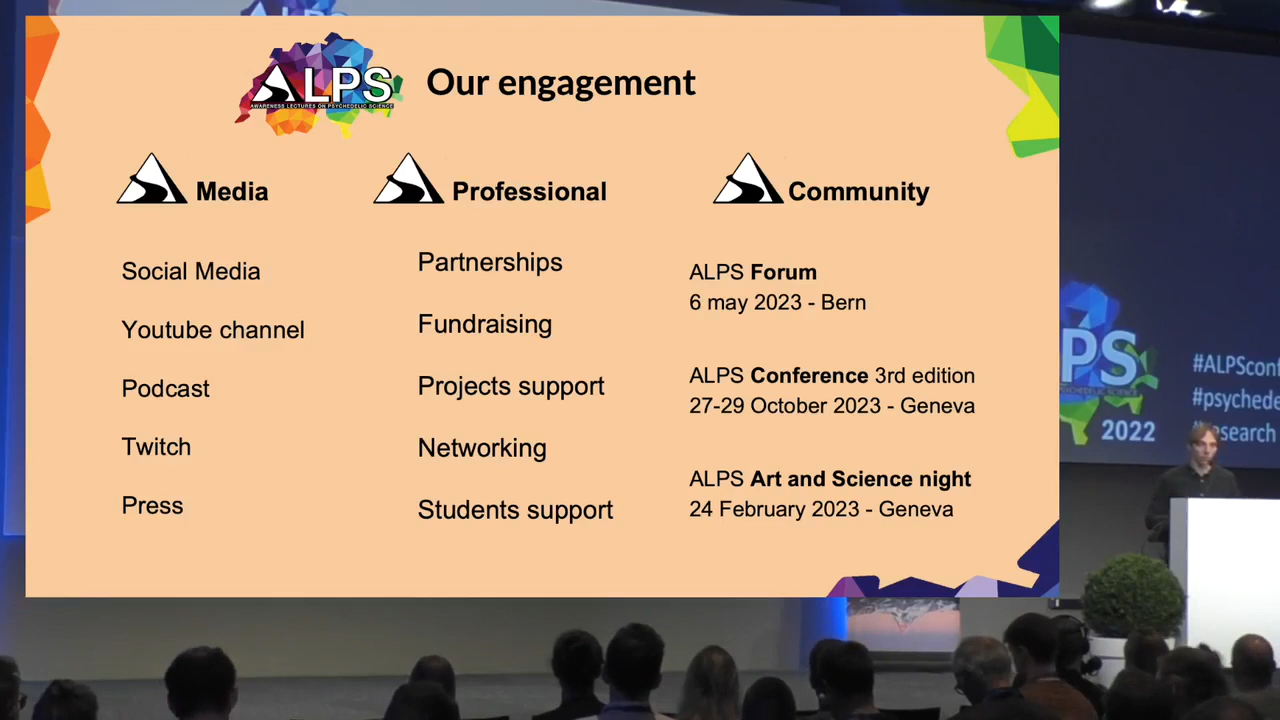 ALPS
AWARENESS LECTURES ON PSYCHEDELIC SCIENCE
Our engagement
Media
Social Media
Youtube channel
Podcast
Twitch
Press
Professional
Partnerships
Fundraising
Projects support
Networking
Students support
Community
ALPS Forum
6 may 2023 - Bern
ALPS Conference 3rd edition
27-29 October 2023 - Geneva
ALPS Art and Science night
24 February 2023 - Geneva
PS
2022
#ALPSconf
#psychede
#research